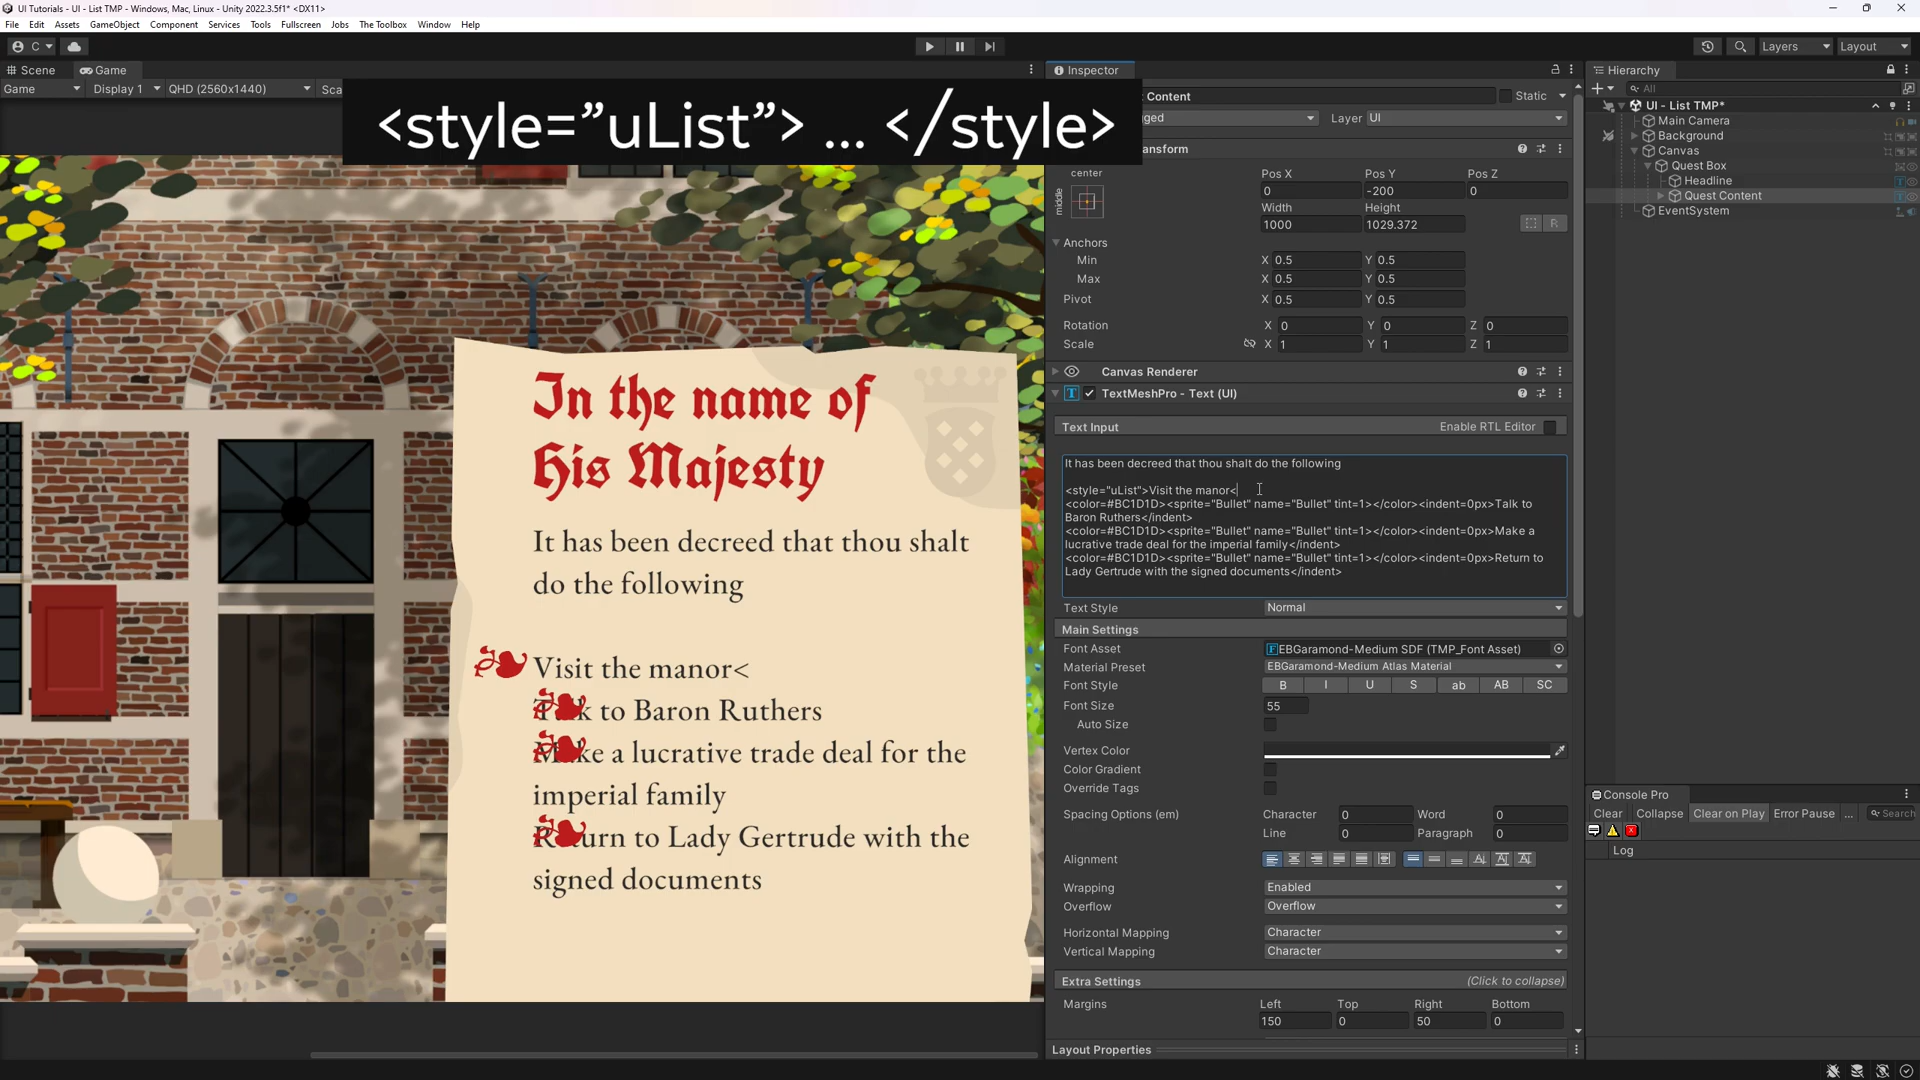 UI Tutorials - UI - List TMP - Windows, Mac, Linux - Unity 2022.3.5f1* <DX11>
File Edit Assets GameObject Component Services Tools Fullscreen Jobs The Toolbox Window Help
C
Layers
Layout
Scene
Game
Game
Display 1
QHD (2560x1440)
Sca
<style=”uList”> ... </style>
In the name of
His Majesty
It has been decreed that thou shalt
do the following
Visit the manor<
Talk to Baron Ruthers
Make a lucrative trade deal for the
imperial family
Return to Lady Gertrude with the
signed documents
Inspector
Content
Static
ged
Layer UI
ansform
center
middle
Pos X Pos Y Pos Z
0 -200 0
Width Height
1000 1029.372
R
Anchors
Min X 0.5 Y 0.5
Max X 0.5 Y 0.5
Pivot X 0.5 Y 0.5
Rotation X 0 Y 0 Z 0
Scale X 1 Y 1 Z 1
Canvas Renderer
TextMeshPro - Text (UI)
Text Input
Enable RTL Editor
It has been decreed that thou shalt do the following
<style="uList">Visit the manor<
<color=#BC1D1D><sprite="Bullet" name="Bullet" tint=1></color><indent=0px>Talk to
Baron Ruthers</indent>
<color=#BC1D1D><sprite="Bullet" name="Bullet" tint=1></color><indent=0px>Make a
lucrative trade deal for the imperial family</indent>
<color=#BC1D1D><sprite="Bullet" name="Bullet" tint=1></color><indent=0px>Return to
Lady Gertrude with the signed documents</indent>
Text Style Normal
Main Settings
Font Asset EBGaramond-Medium SDF (TMP_Font Asset)
Material Preset EBGaramond-Medium Atlas Material
Font Style B I U S ab AB SC
Font Size 55
Auto Size
Vertex Color
Color Gradient
Override Tags
Spacing Options (em) Character 0 Word 0
Line 0 Paragraph 0
Alignment
Wrapping Enabled
Overflow Overflow
Horizontal Mapping Character
Vertical Mapping Character
Extra Settings (Click to collapse)
Margins Left Top Right Bottom
150 0 50 0
Layout Properties
Hierarchy
All
UI - List TMP*
Main Camera
Background
Canvas
Quest Box
Headline
Quest Content
EventSystem
Console Pro
Clear Collapse Clear on Play Error Pause ... Search
Log